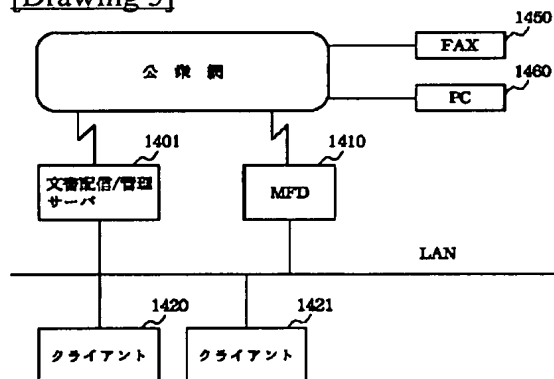 [Drawing 5]
1450
FAX
公衆網
1460
PC
1401
1410
文書配信/管理
サーバ
MFD
LAN
1420
1421
クライアント
クライアント